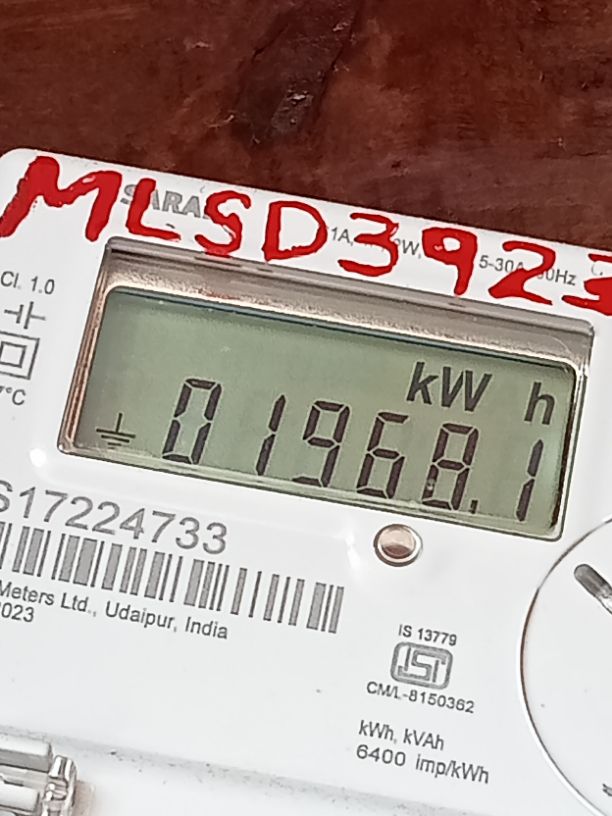 MLSD3923
Cl. 1.0
kW h
01968.1
S17224733
Meters Ltd., Udaipur, India
2023
IS 13779
ISI
CM/L-8150362
kWh, kVAh
6400 imp/kWh